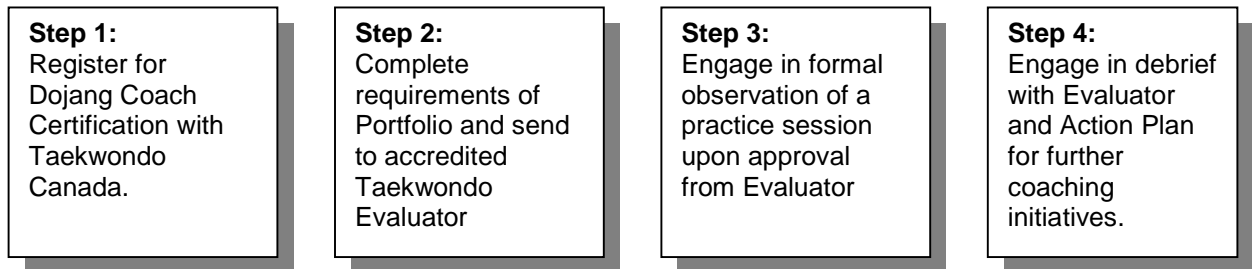 Step 1:
Register for
Dojang Coach
Certification with
Taekwondo
Canada.
Step 2:
Complete
requirements of
Portfolio and send
to accredited
Taekwondo
Evaluator
Step 3:
Engage in formal
observation of a
practice session
upon approval
from Evaluator
Step 4:
Engage in debrief
with Evaluator
and Action Plan
for further
coaching
initiatives.